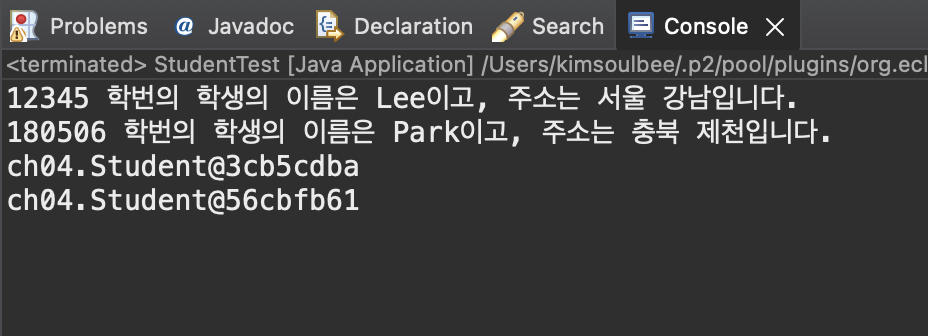 Problems @ Javadoc Declaration Search Console
<terminated> StudentTest [Java Application] /Users/kimsoulbee/.p2/pool/plugins/org.ecl
12345 학번의 학생의 이름은 Lee이고, 주소는 서울 강남입니다.
180506 학번의 학생의 이름은 Park이고, 주소는 충북 제천입니다.
ch04.Student@3cb5cdba
ch04.Student@56cbfb61